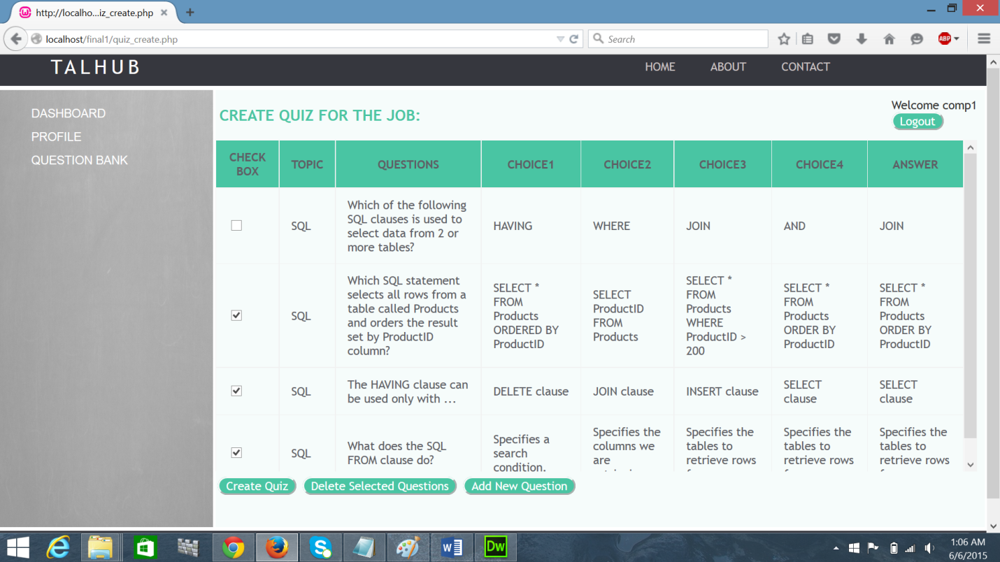 http://localho...iz_create.php
localhost/final1/quiz_create.php
Search
ABP
TALHUB
HOME ABOUT CONTACT
DASHBOARD
PROFILE
QUESTION BANK
Welcome comp1
Logout
CREATE QUIZ FOR THE JOB:
CHECK
BOX
TOPIC
QUESTIONS
CHOICE1
CHOICE2
CHOICE3
CHOICE4
ANSWER
SQL
Which of the following
SQL clauses is used to
select data from 2 or
more tables?
HAVING
WHERE
JOIN
AND
JOIN
SQL
Which SQL statement
selects all rows from a
table called Products
and orders the result
set by ProductID
column?
SELECT *
FROM
Products
ORDERED BY
ProductID
SELECT
ProductID
FROM
Products
SELECT *
FROM
Products
WHERE
ProductID >
200
SELECT *
FROM
Products
ORDER BY
ProductID
SELECT *
FROM
Products
ORDER BY
ProductID
SQL
The HAVING clause can
be used only with ...
DELETE clause
JOIN clause
INSERT clause
SELECT
clause
SELECT
clause
SQL
What does the SQL
FROM clause do?
Specifies a
search
condition.
Specifies the
columns we
are
Specifies the
tables to
retrieve rows
Specifies the
tables to
retrieve rows
Specifies the
tables to
retrieve rows
Create Quiz
Delete Selected Questions
Add New Question
Dw
1:06 AM
6/6/2015